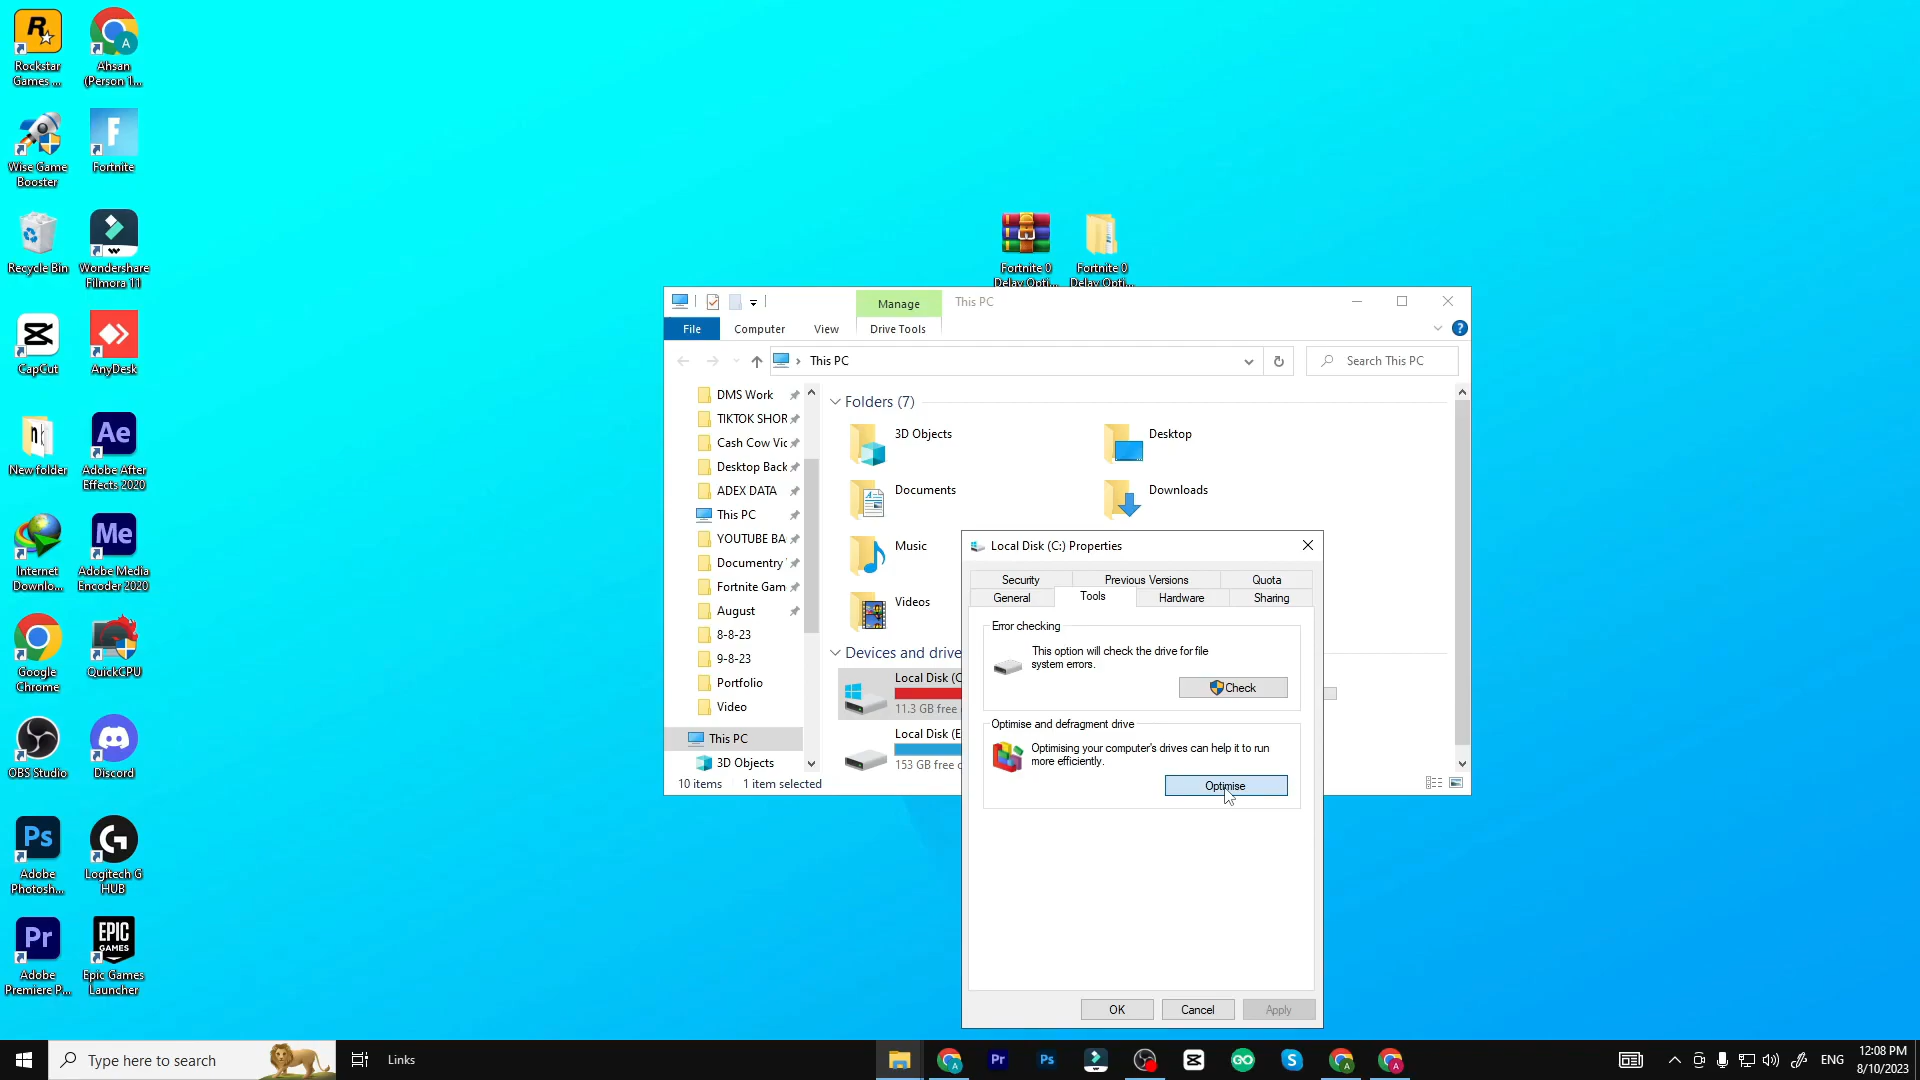 Rockstar
Games ...
Ahsan
(Person 1...
Wise Game
Booster
Fortnite
Recycle Bin
Wondershare
Filmora 11
CapCut
AnyDesk
New folder
Adobe After
Effects 2020
Internet
Downlo...
Adobe Media
Encoder 2020
Google
Chrome
QuickCPU
OBS Studio
Discord
Adobe
Photosh...
Logitech G
HUB
Adobe
Premiere P...
Epic Games
Launcher
Fortnite 0
Delay Opti...
Fortnite 0
Delay Opti...
Manage
This PC
File
Computer
View
Drive Tools
This PC
Search This PC
DMS Work
TIKTOK SHOR
Cash Cow Vic
Desktop Back
ADEX DATA
This PC
YOUTUBE BA
Documentry
Fortnite Gam
August
8-8-23
9-8-23
Portfolio
Video
This PC
3D Objects
Folders (7)
3D Objects
Desktop
Documents
Downloads
Music
Videos
Devices and drive
Local Disk (C
11.3 GB free
Local Disk (E
153 GB free
10 items
1 item selected
Local Disk (C:) Properties
Security
Previous Versions
Quota
General
Tools
Hardware
Sharing
Error checking
This option will check the drive for file
system errors.
Check
Optimise and defragment drive
Optimising your computer's drives can help it to run
more efficiently.
Optimise
OK
Cancel
Apply
Type here to search
Links
ENG
12:08 PM
8/10/2023